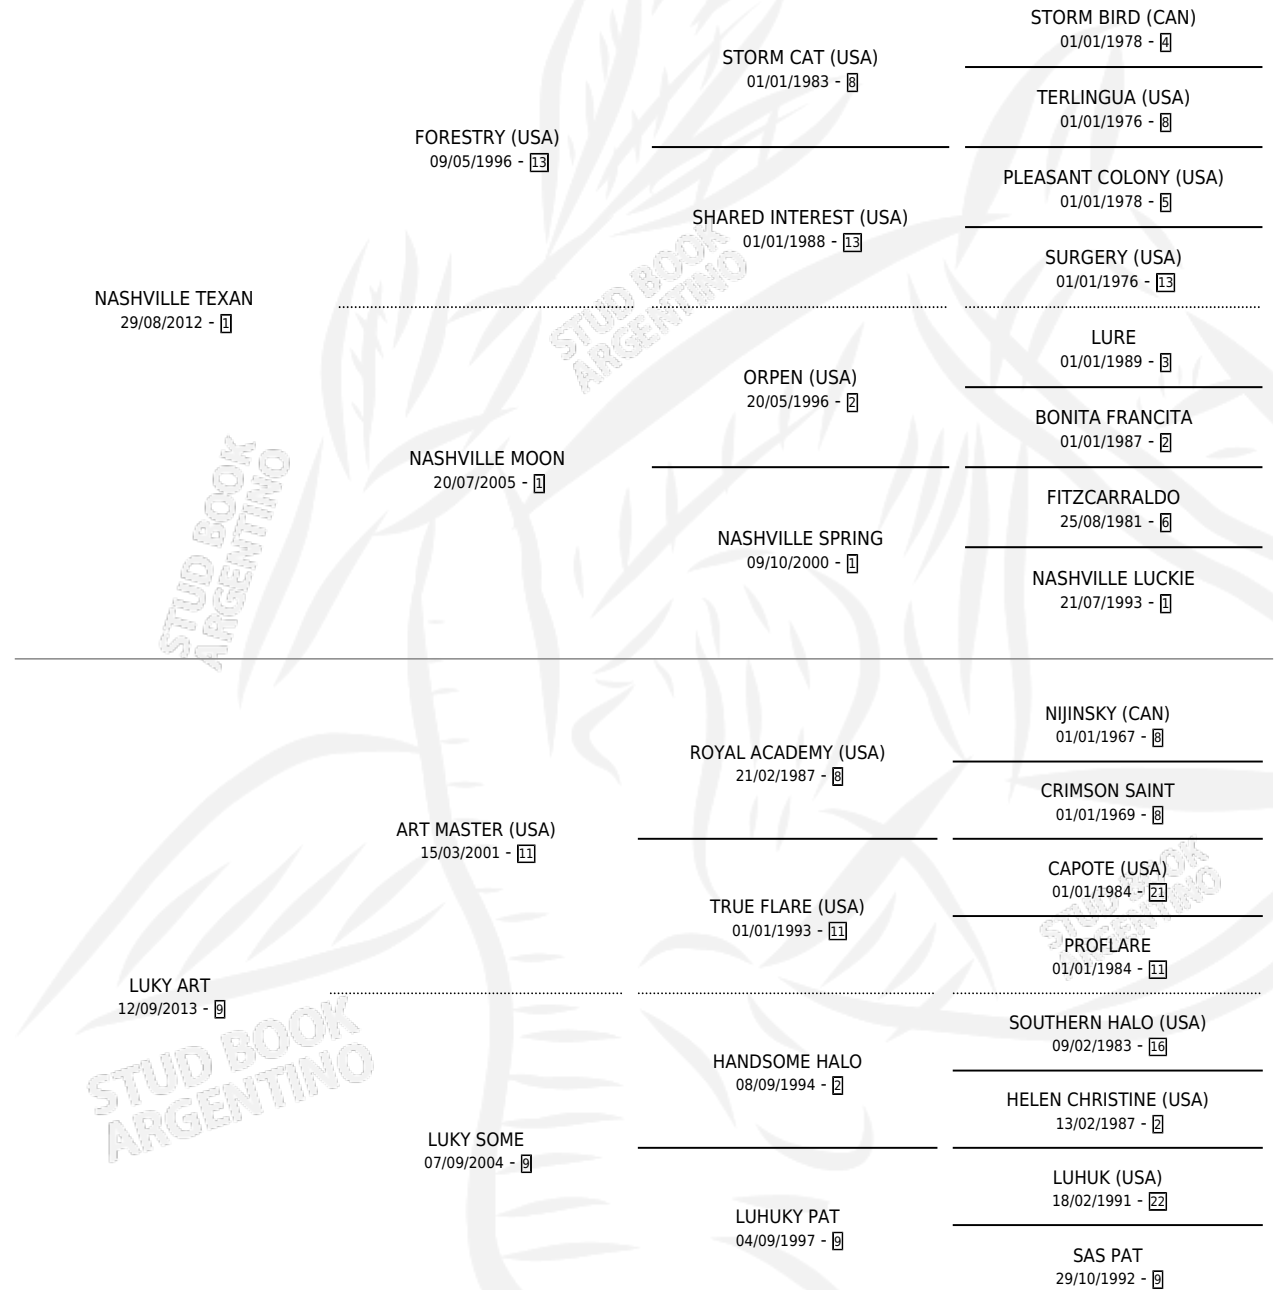 STORM BIRD (CAN)
01/01/1978 - 4
STORM CAT (USA)
01/01/1983 - 8
TERLINGUA (USA)
01/01/1976 - 8
FORESTRY (USA)
09/05/1996 - 13
PLEASANT COLONY (USA)
01/01/1978 - 5
SHARED INTEREST (USA)
01/01/1988 - 13
SURGERY (USA)
01/01/1976 - 13
NASHVILLE TEXAN
29/08/2012 - 1
LURE
01/01/1989 - 3
ORPEN (USA)
20/05/1996 - 2
BONITA FRANCITA
01/01/1987 - 2
NASHVILLE MOON
20/07/2005 - 1
FITZCARRALDO
25/08/1981 - 6
NASHVILLE SPRING
09/10/2000 - 1
NASHVILLE LUCKIE
21/07/1993 - 1
NIJINSKY (CAN)
01/01/1967 - 8
ROYAL ACADEMY (USA)
21/02/1987 - 8
CRIMSON SAINT
01/01/1969 - 8
ART MASTER (USA)
15/03/2001 - 11
CAPOTE (USA)
01/01/1984 - 21
TRUE FLARE (USA)
01/01/1993 - 11
PROFLARE
01/01/1984 - 11
LUKY ART
12/09/2013 - 9
SOUTHERN HALO (USA)
09/02/1983 - 16
HANDSOME HALO
08/09/1994 - 2
HELEN CHRISTINE (USA)
13/02/1987 - 2
LUKY SOME
07/09/2004 - 9
LUHUK (USA)
18/02/1991 - 22
LUHUKY PAT
04/09/1997 - 9
SAS PAT
29/10/1992 - 9
STUD BOOK
ARGENTINO
STUD BOOK
ARGENTINO
STUD BOOK
ARGENTINO
STUD BOOK
ARGENTINO